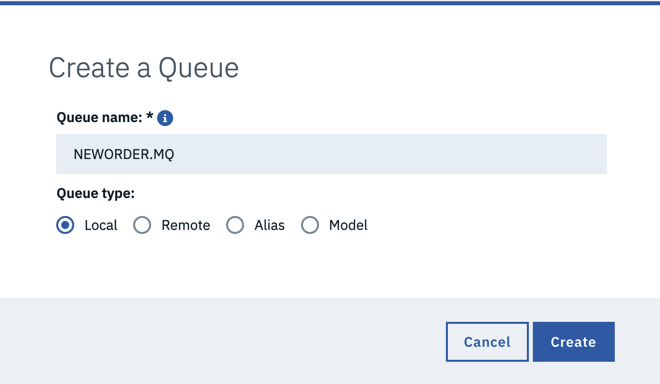 Create a Queue
Queue name: * i
NEWORDER.MQ
Queue type:
Local Remote Alias Model
Cancel Create